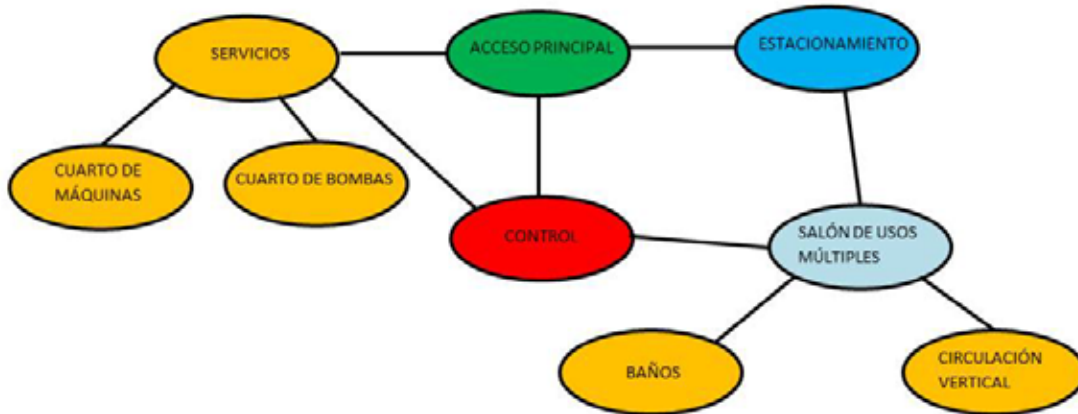 SERVICIOS
ACCESO PRINCIPAL
ESTACIONAMIENTO
CUARTO DE
MÁQUINAS
CUARTO DE BOMBAS
CONTROL
SALÓN DE USOS
MÚLTIPLES
BAÑOS
CIRCULACIÓN
VERTICAL